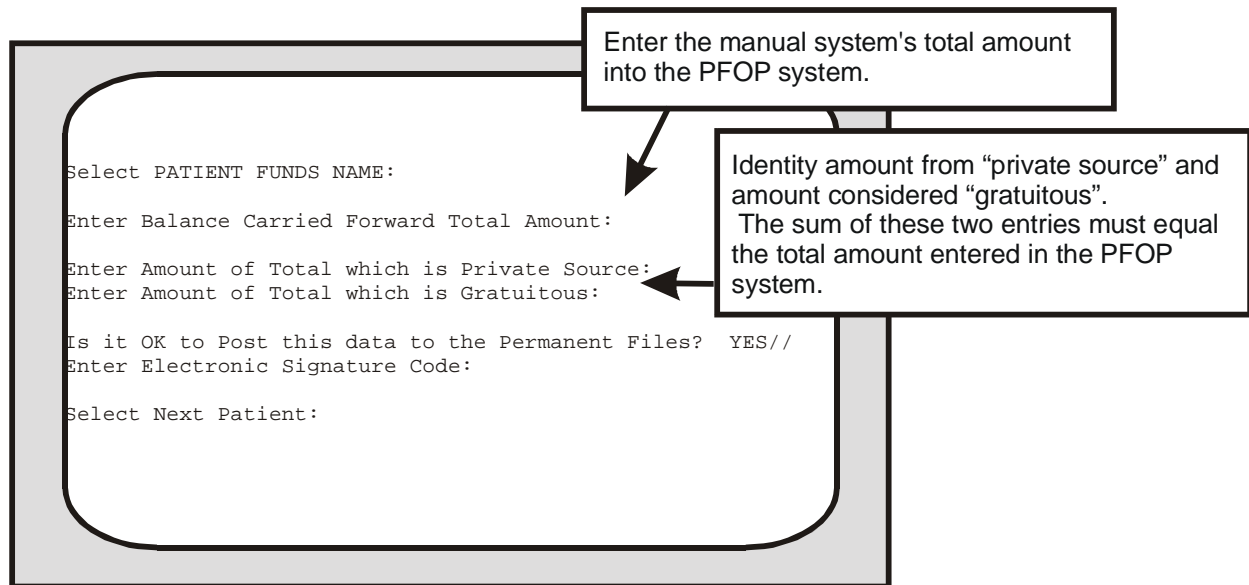 Enter the manual system's total amount
into the PFOP system.
Identity amount from “private source” and
amount considered “gratuitous”.
The sum of these two entries must equal
the total amount entered in the PFOP
system.
Select PATIENT FUNDS NAME:
Enter Balance Carried Forward Total Amount:
Enter Amount of Total which is Private Source:
Enter Amount of Total which is Gratuitous:
Is it OK to Post this data to the Permanent Files?  YES//
Enter Electronic Signature Code:
Select Next Patient: